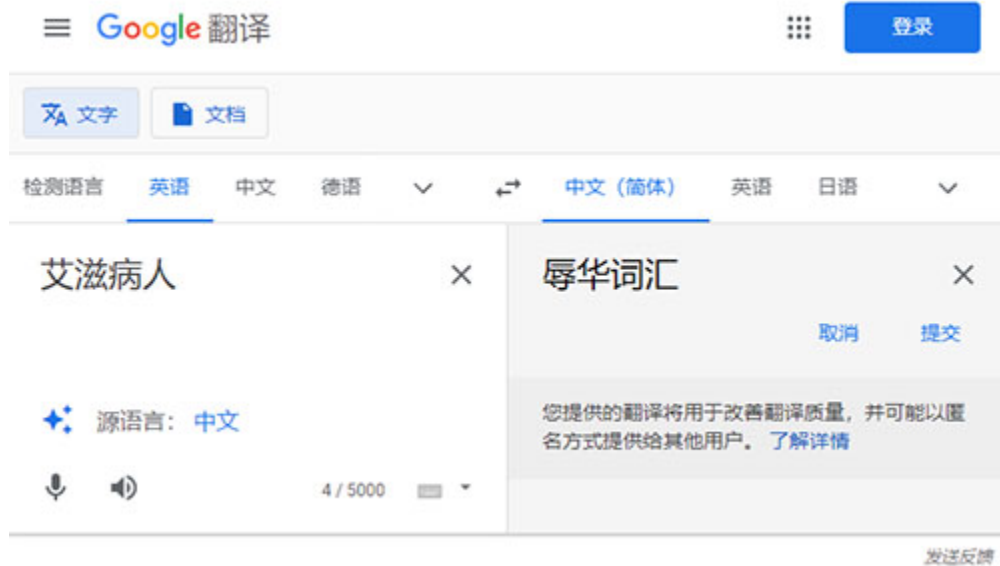 Google 翻译
登录
文字 文档
检测语言 英语 中文 德语 中文（简体） 英语 日语
艾滋病人
辱华词汇
取消 提交
源语言： 中文
您提供的翻译将用于改善翻译质量，并可能以匿
名方式提供给其他用户。 了解详情
4 / 5000
发送反馈